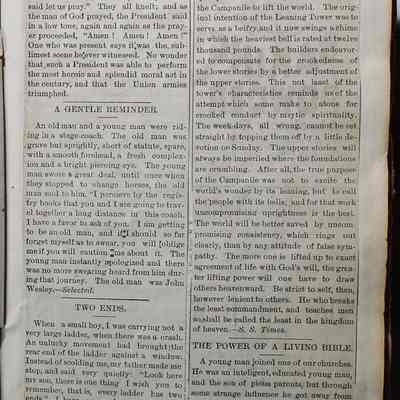 said let us pray." They all knelt; and as
the man of God prayed, the President said
in a low tone, again and again as the pray-
er proceeded, "Amen! Amen! Amen!"
One who was present says it was the sub-
limest scene he ever witnessed. No wonder
that such a President was able to perform
the most heroic and splendid moral act in
the century, and that the Union armies
triumphed.
A GENTLE REMINDER.
An old man and a young man were rid-
ing in a stage-coach. The old man was
grave but sprightly, short of stature, spare,
with a smooth forehead, a fresh complex-
ion and a bright piercing eye. The young
man swore a great deal, until once when
they stopped to change horses, the old
man said to him, "I perceive by the regis-
try books that you and I are going to trav-
el together a long distance in this coach.
I have a favor to ask of you. I am getting
to be an old man, and if I should so far
forget myself as to swear, you will oblige
me if you will caution me about it. The
young man instantly apologized and there
was no more swearing heard from him dur-
ing that journey. The old man was John
Wesley.—Selected.
TWO ENDS.
When a small boy, I was carrying not a
very large ladder, when there was a crash.
An unlucky movement had brought the
rear end of the ladder against a window.
Instead of scolding me, my father made me
stop, and said very quietly: "Look here
my son, there is one thing I wish you to
remember, that is, every ladder has two
ends."
the Campanile to lift the world. The orig-
inal intention of the Leaning Tower was to
serve as a belfry, and it now swings a chime
in which the heaviest bell is rated at twelve
thousand pounds. The builders endeavor-
ed to compensate for the crookedness of
the lower stories by a better adjustment of
the upper stories. This not least of the
tower's characteristics reminds us of the
attempt which some make to atone for
crooked conduct by mystic spirituality.
The week-days, all wrong, cannot be set
straight by topping them off by a little de-
votion on Sunday. The upper stories will
always be imperiled where the foundations
are crumbling. After all, the true purpose
of the Campanile was not to excite the
world's wonder by its leaning, but to call
the people with its bells; and for that work
uncompromising uprightness is the best.
The world will be better saved by uncom-
promising consistency, which rings out
clearly, than by any attitude of false sym-
pathy. The more one is lifted up to exact
agreement of life with God's will, the grea-
ter lifting power will one have to draw
others heavenward. Be strict to self, then,
however lenient to others. He who breaks
the least commandment, and teaches men
so, shall be called the least in the kingdom
of heaven.—S. S. Times.
THE POWER OF A LIVING BIBLE.
A young man joined one of our churches.
He was an intelligent, educated young man,
and the son of pious parents, but through
some strange influence he got away from